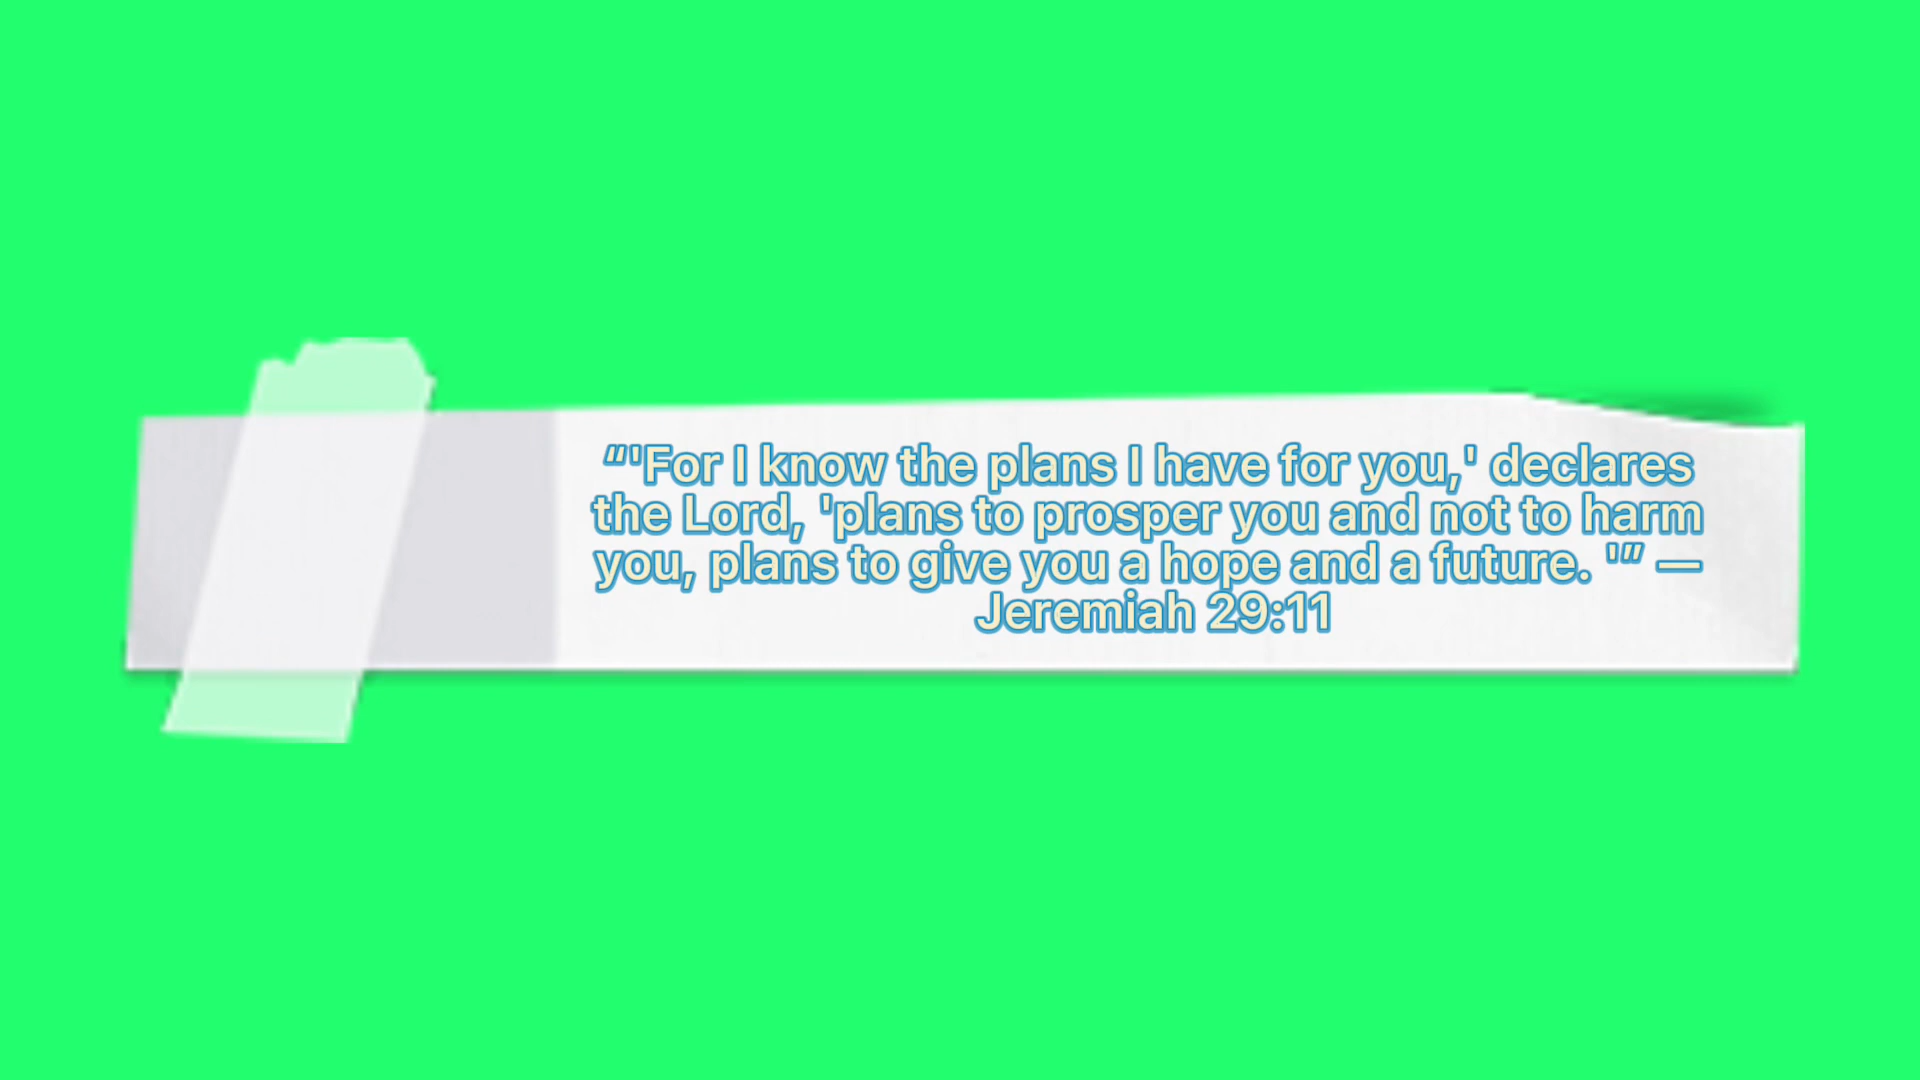 “'For I know the plans I have for you,' declares
the Lord, 'plans to prosper you and not to harm
you, plans to give you a hope and a future. '” —
Jeremiah 29:11